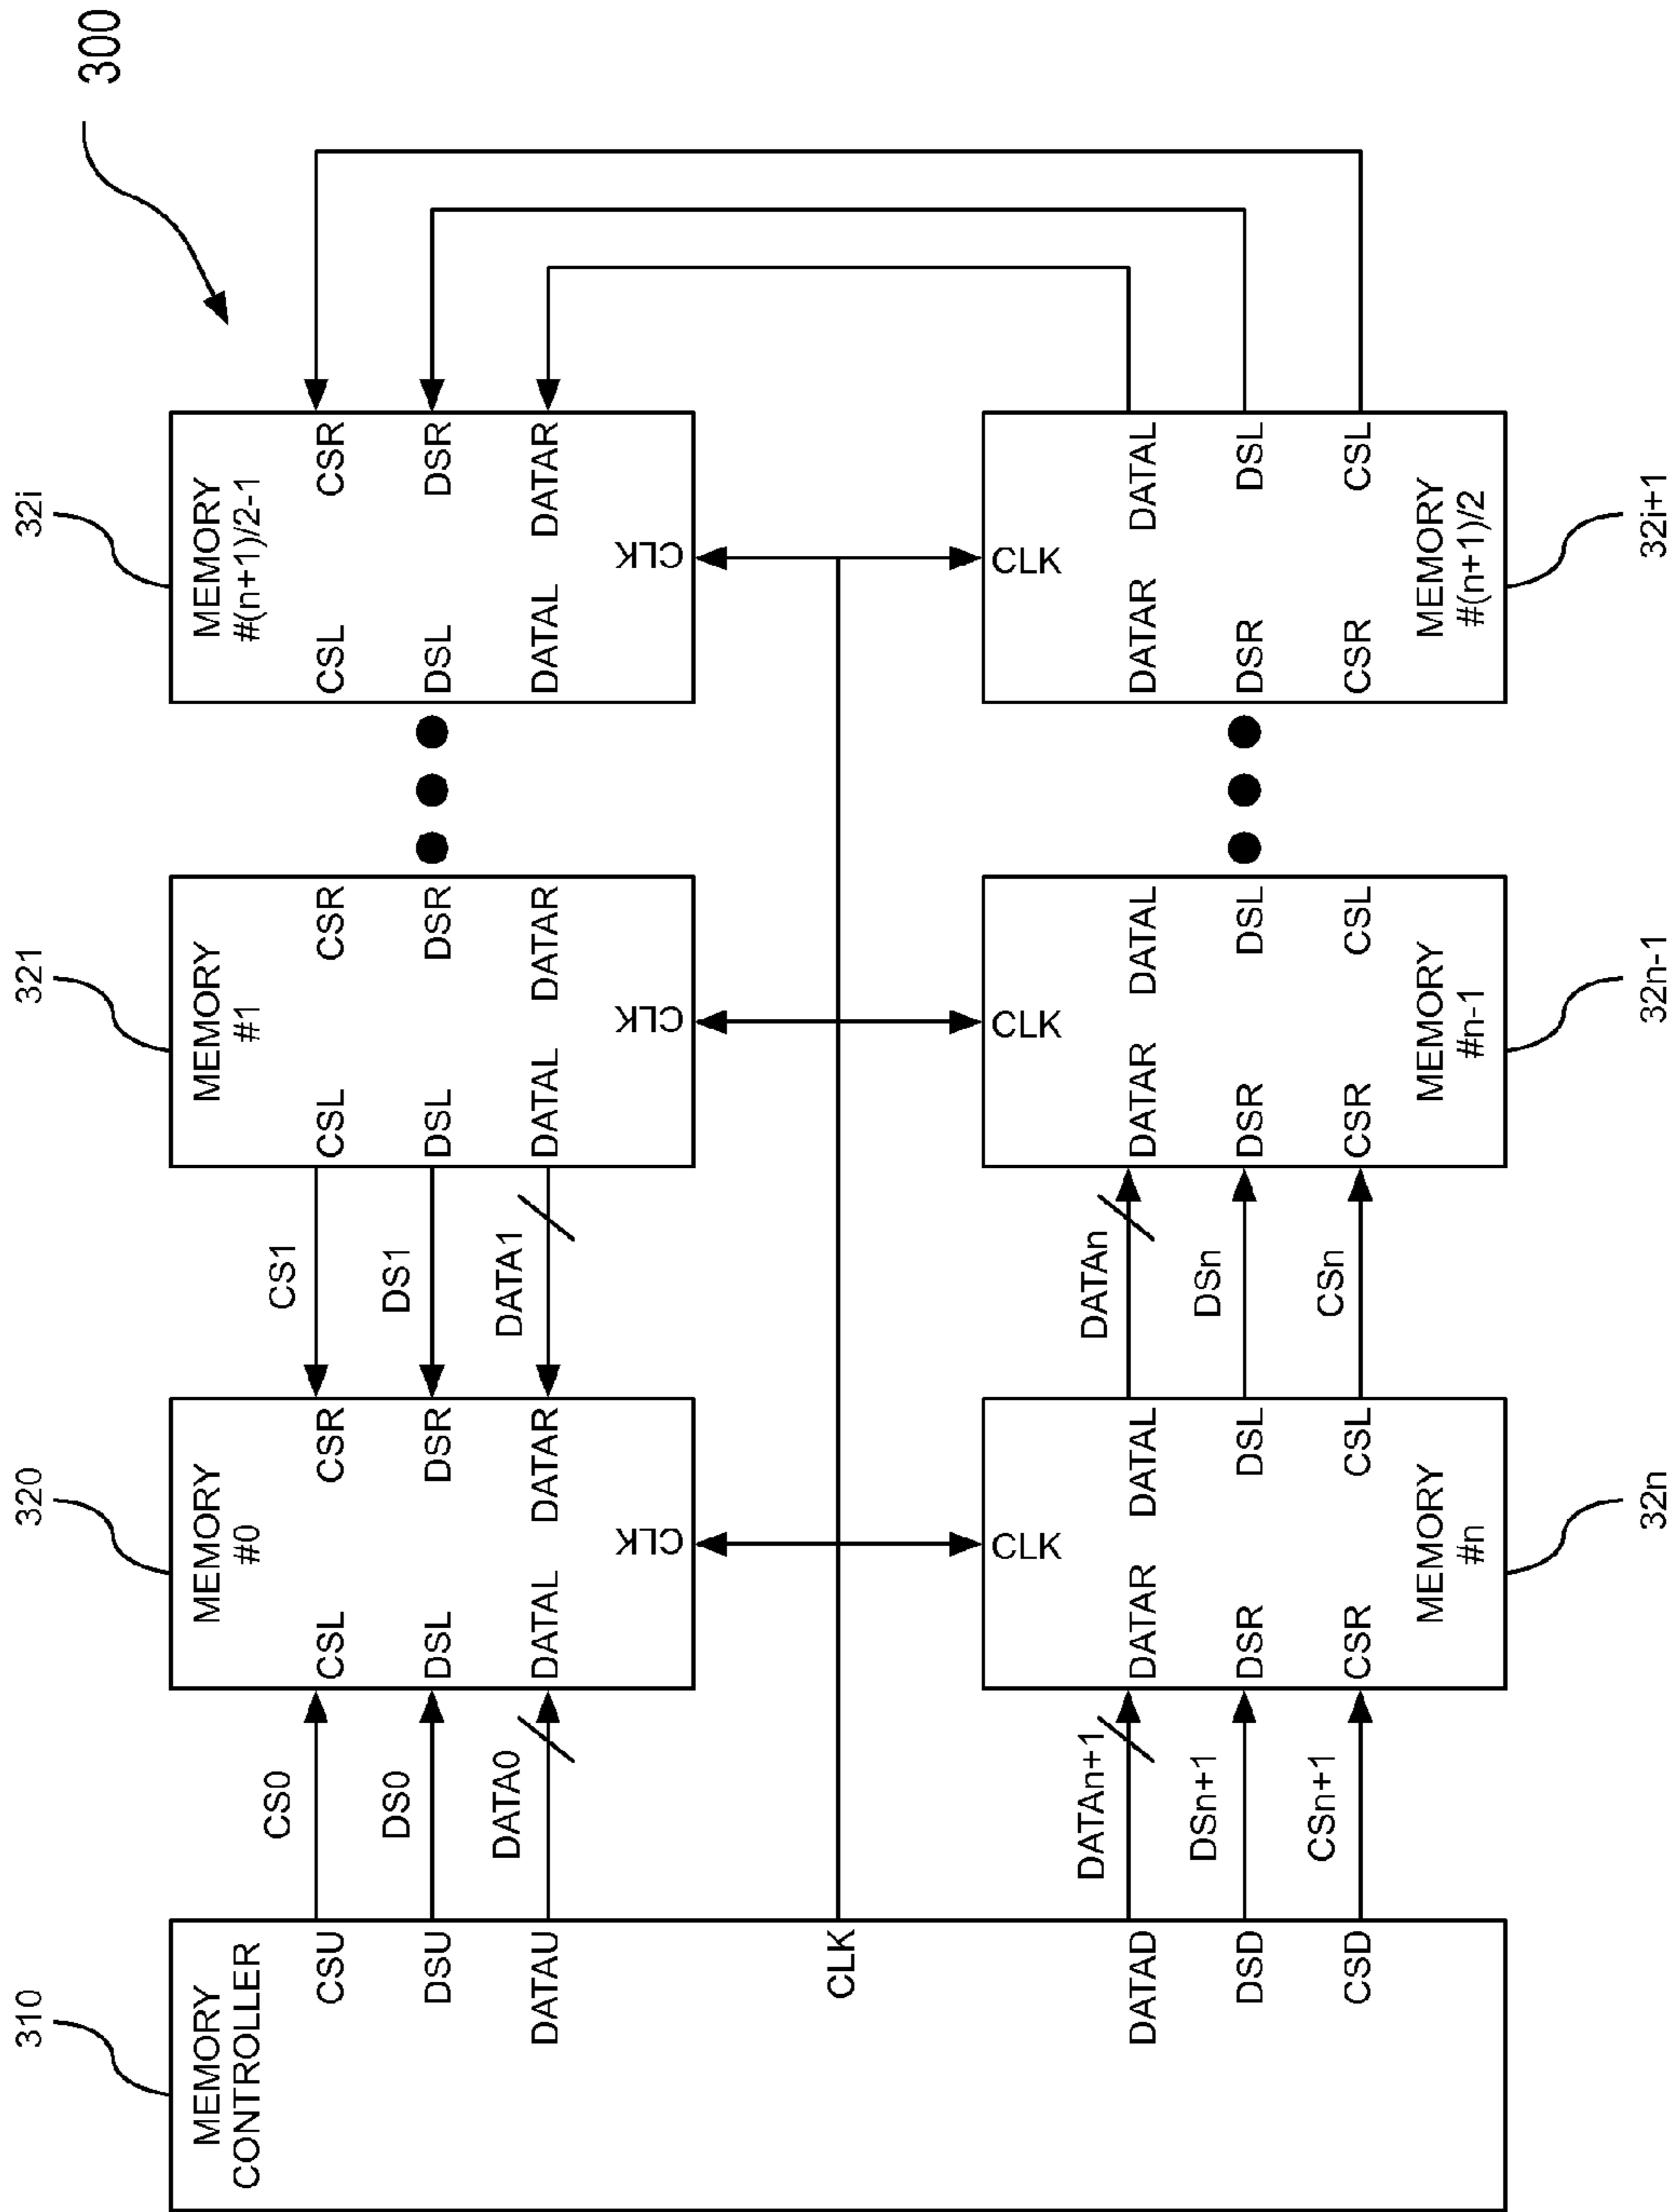 300
310
320
321
32i
MEMORY
CONTROLLER
CSU
DSU
DATAU
CLK
DATAD
DSD
CSD
CS0
DS0
DATA0
MEMORY
#0
CSL CSR
DSL DSR
DATAL DATAR
CLK
CS1
DS1
DATA1
MEMORY
#1
CSL CSR
DSL DSR
DATAL DATAR
CLK
MEMORY
#(n+1)/2-1
CSL CSR
DSL DSR
DATAL DATAR
CLK
DATAn+1
DSn+1
CSn+1
CLK
DATAR DATAL
DSR DSL
CSR CSL
MEMORY
#n
DATAn
DSn
CSn
CLK
DATAR DATAL
DSR DSL
CSR CSL
MEMORY
#n-1
CLK
DATAR DATAL
DSR DSL
CSR CSL
MEMORY
#(n+1)/2
32n
32n-1
32i+1